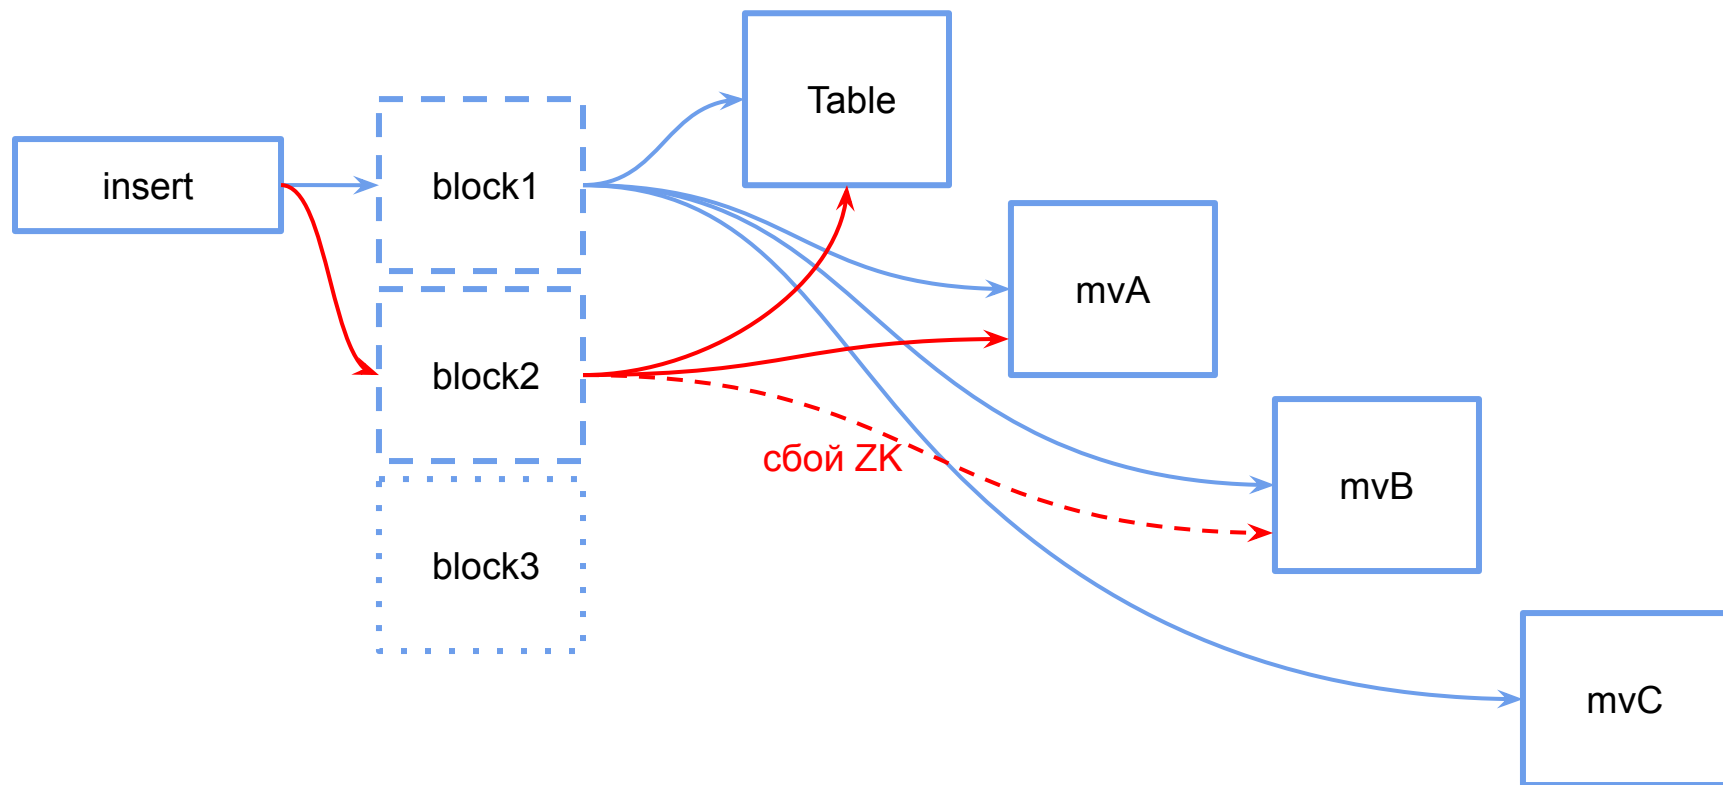 Table
insert
block1
mvA
block2
сбой ZK
mvB
block3
mvC